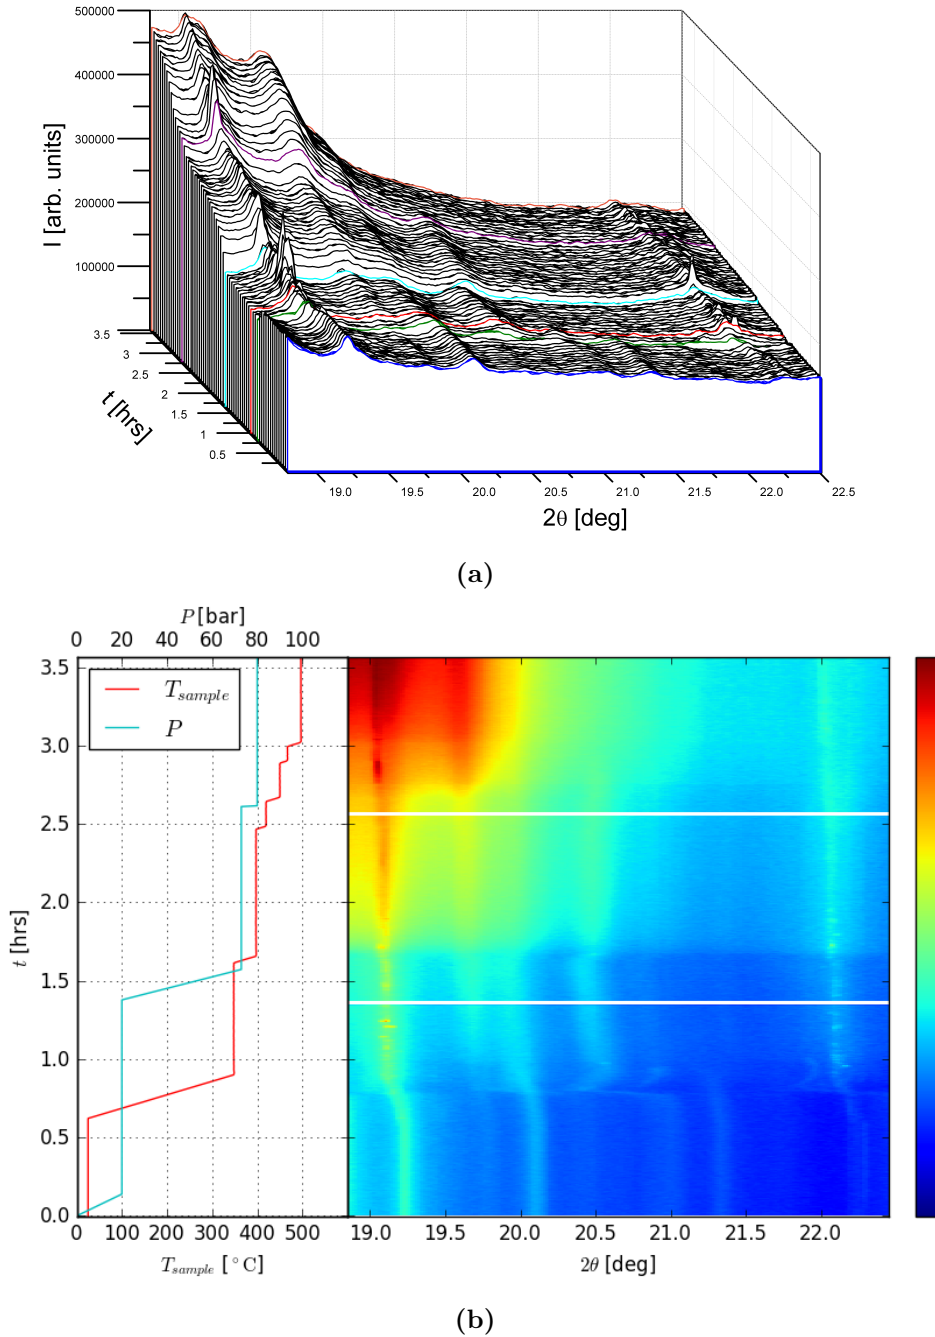 500000
400000
300000
200000
100000
I [arb. units]
3.5
3
2.5
2
1.5
1
0.5
t [hrs]
19.0 19.5 20.0 20.5 21.0 21.5 22.0 22.5
2θ [deg]
(a)
P [bar]
0 20 40 60 80 100
3.5
3.0
2.5
2.0
1.5
1.0
0.5
0.0
t [hrs]
T_sample
P
0 100 200 300 400 500
T_sample [°C]
19.0 19.5 20.0 20.5 21.0 21.5 22.0
2θ [deg]
(b)